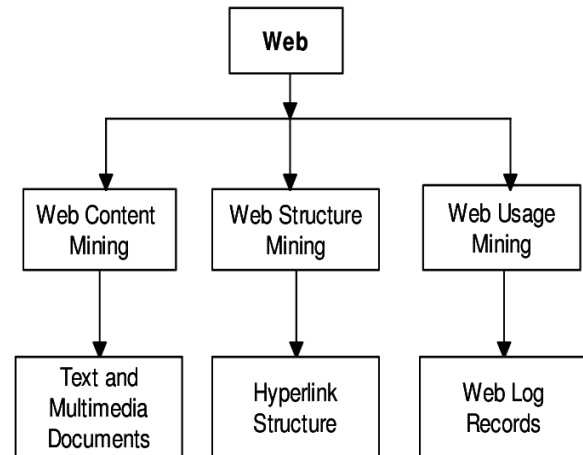 Web
Web Content
Mining
Web Structure
Mining
Web Usage
Mining
Text and
Multimedia
Documents
Hyperlink
Structure
Web Log
Records